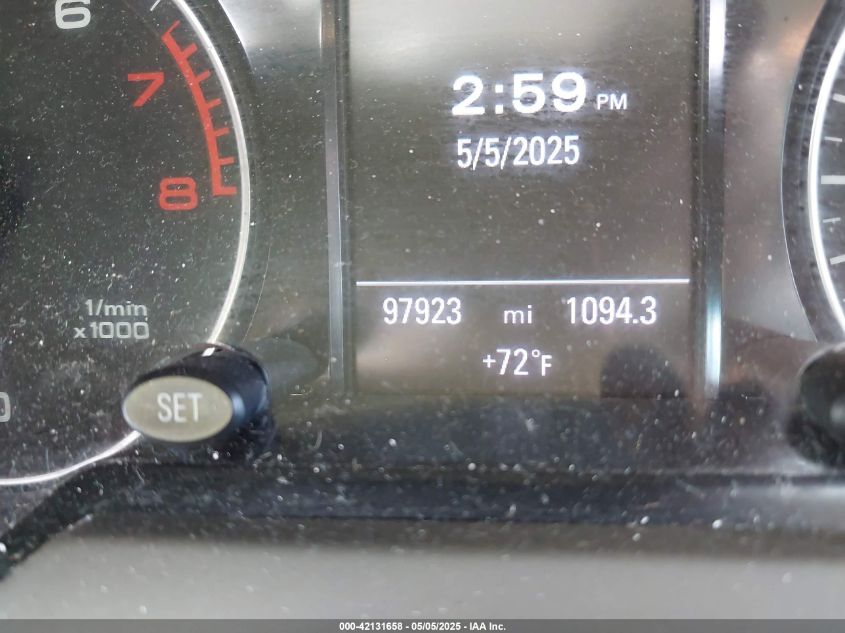 6
7
8
1/min
x1000
2:59 PM
5/5/2025
97923 mi 1094.3
+72°F
SET
0
000-42131658 - 05/05/2025 - IAA Inc.